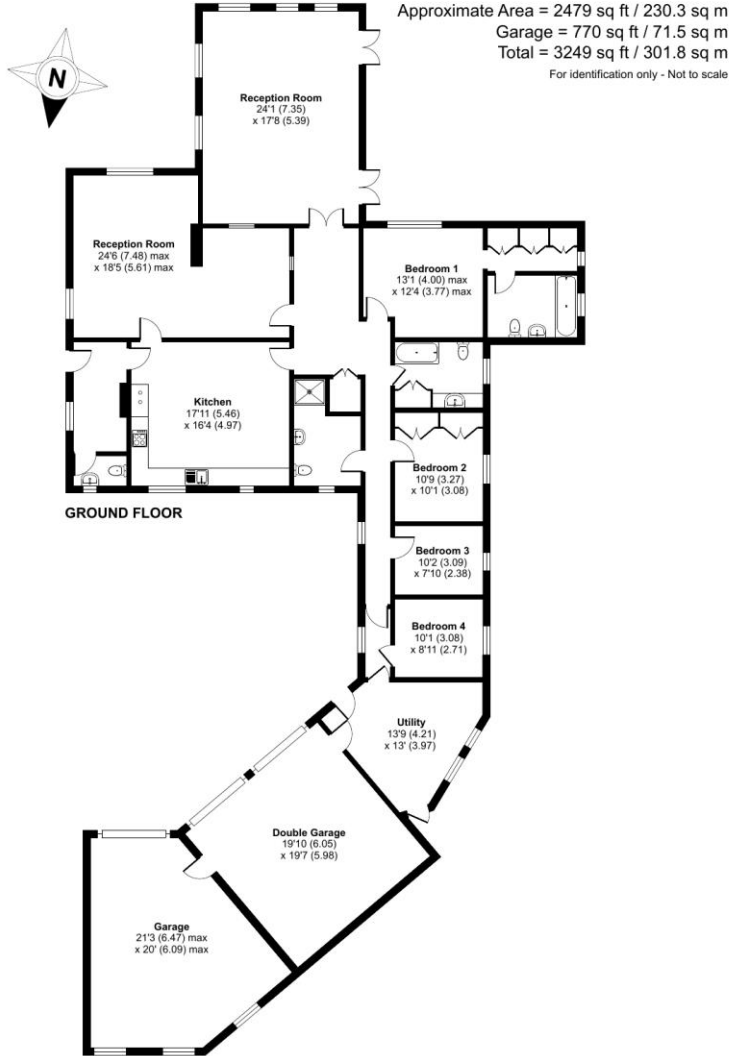 Approximate Area = 2479 sq ft / 230.3 sq m
Garage = 770 sq ft / 71.5 sq m
Total = 3249 sq ft / 301.8 sq m
For identification only - Not to scale
N
Reception Room
24'1 (7.35)
x 17'8 (5.39)
Reception Room
24'6 (7.48) max
x 18'5 (5.61) max
Bedroom 1
13'1 (4.00) max
x 12'4 (3.77) max
Kitchen
17'11 (5.46)
x 16'4 (4.97)
Bedroom 2
10'9 (3.27)
x 10'1 (3.08)
GROUND FLOOR
Bedroom 3
10'2 (3.09)
x 7'10 (2.38)
Bedroom 4
10'1 (3.08)
x 8'11 (2.71)
Utility
13'9 (4.21)
x 13' (3.97)
Double Garage
19'10 (6.05)
x 19'7 (5.98)
Garage
21'3 (6.47) max
x 20' (6.09) max